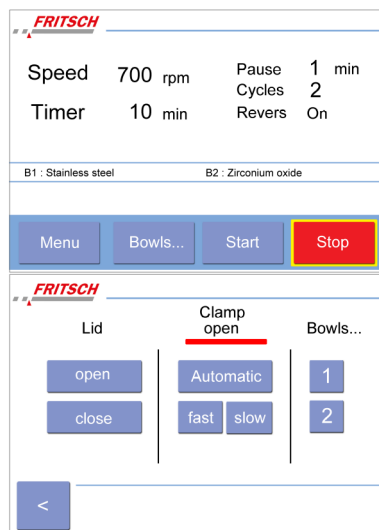 FRITSCH
Speed 700 rpm Pause 1 min
Cycles 2
Timer 10 min Revers On
B1 : Stainless steel B2 : Zirconium oxide
Menu Bowls... Start Stop
FRITSCH
Lid Clamp open Bowls...
open Automatic 1
close fast slow 2
<